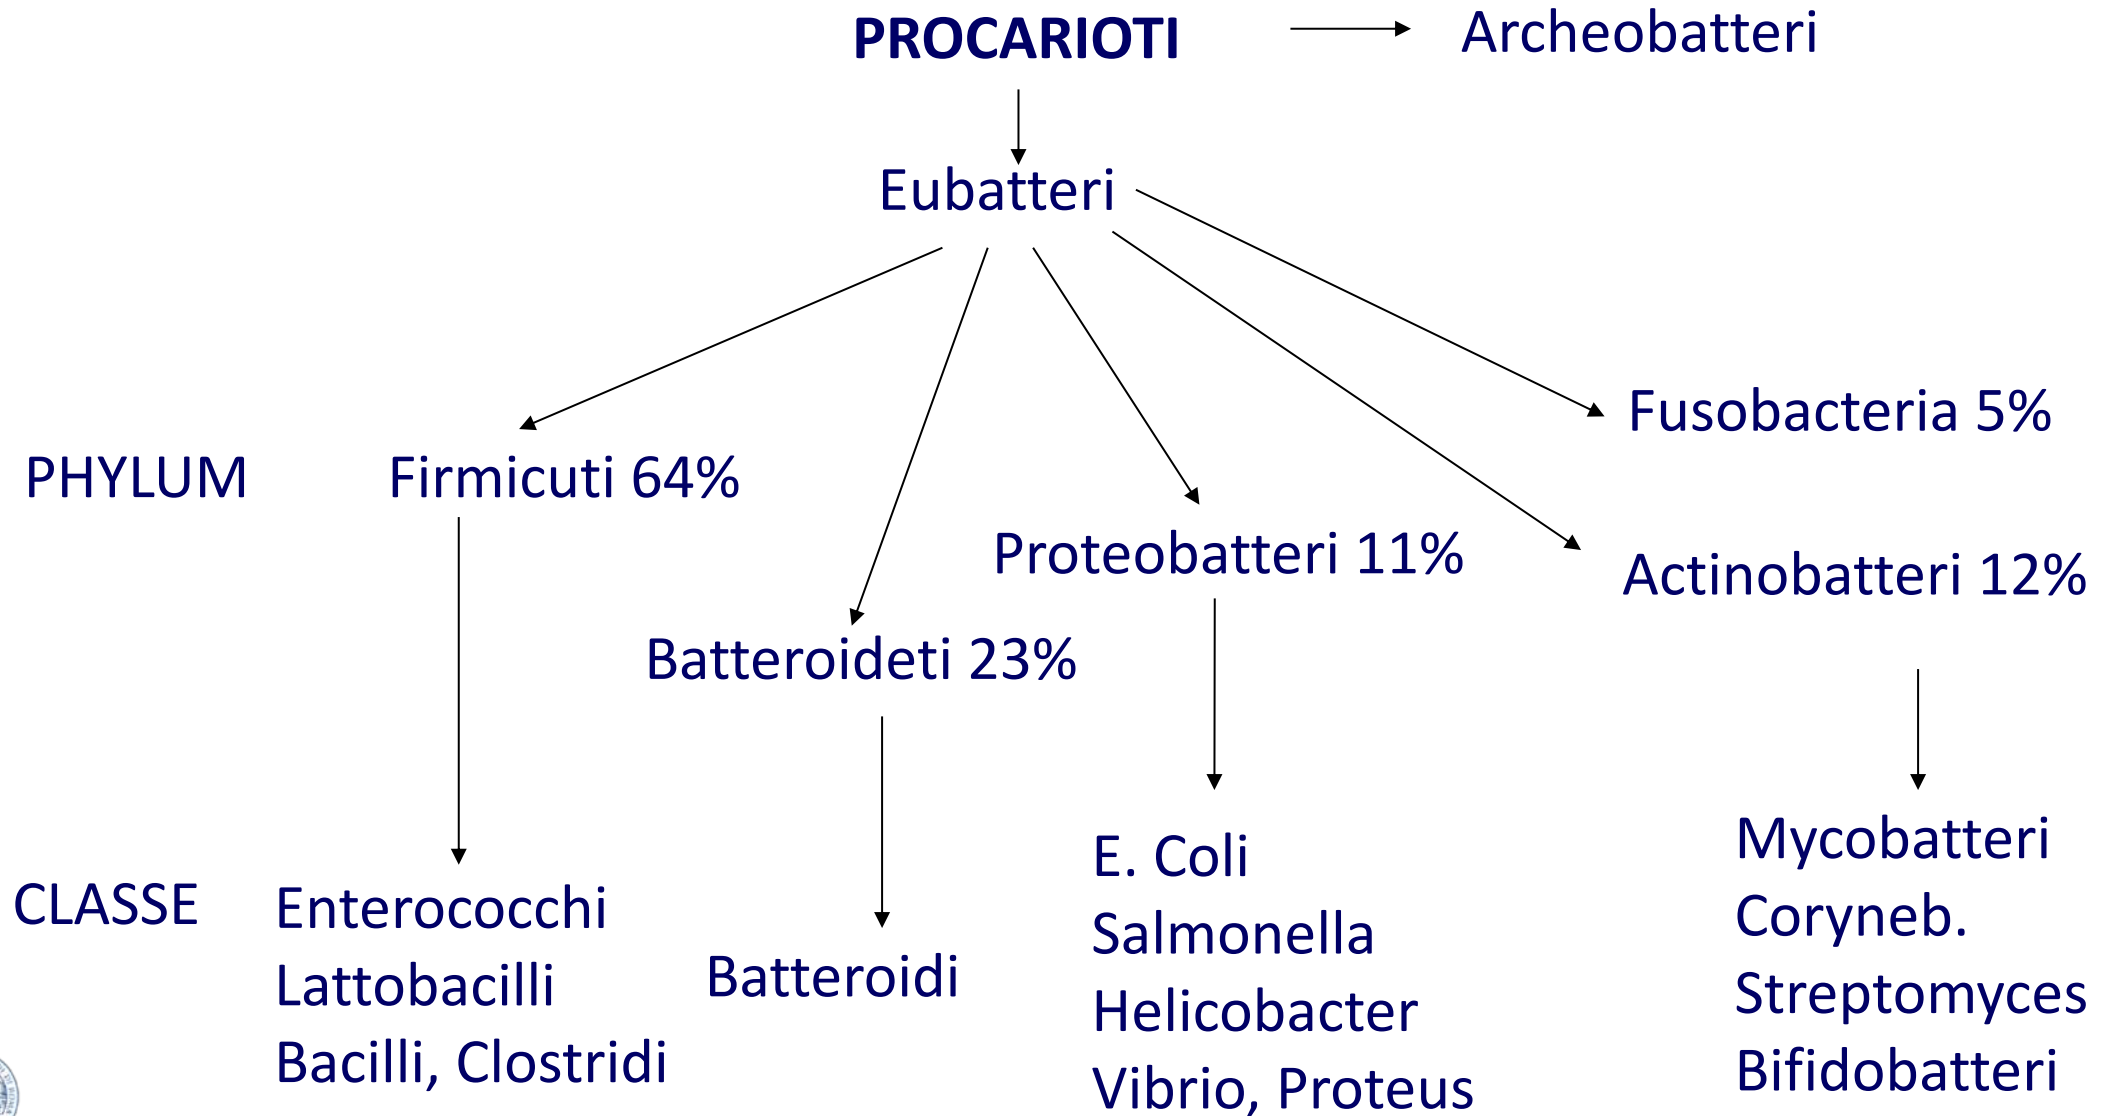 PROCARIOTI
Archeobatteri
Eubatteri
Fusobacteria 5%
PHYLUM
Firmicuti 64%
Proteobatteri 11%
Actinobatteri 12%
Batteroideti 23%
CLASSE
Enterococchi
Lattobacilli
Bacilli, Clostridi
Batteroidi
E. Coli
Salmonella
Helicobacter
Vibrio, Proteus
Mycobatteri
Coryneb.
Streptomyces
Bifidobatteri